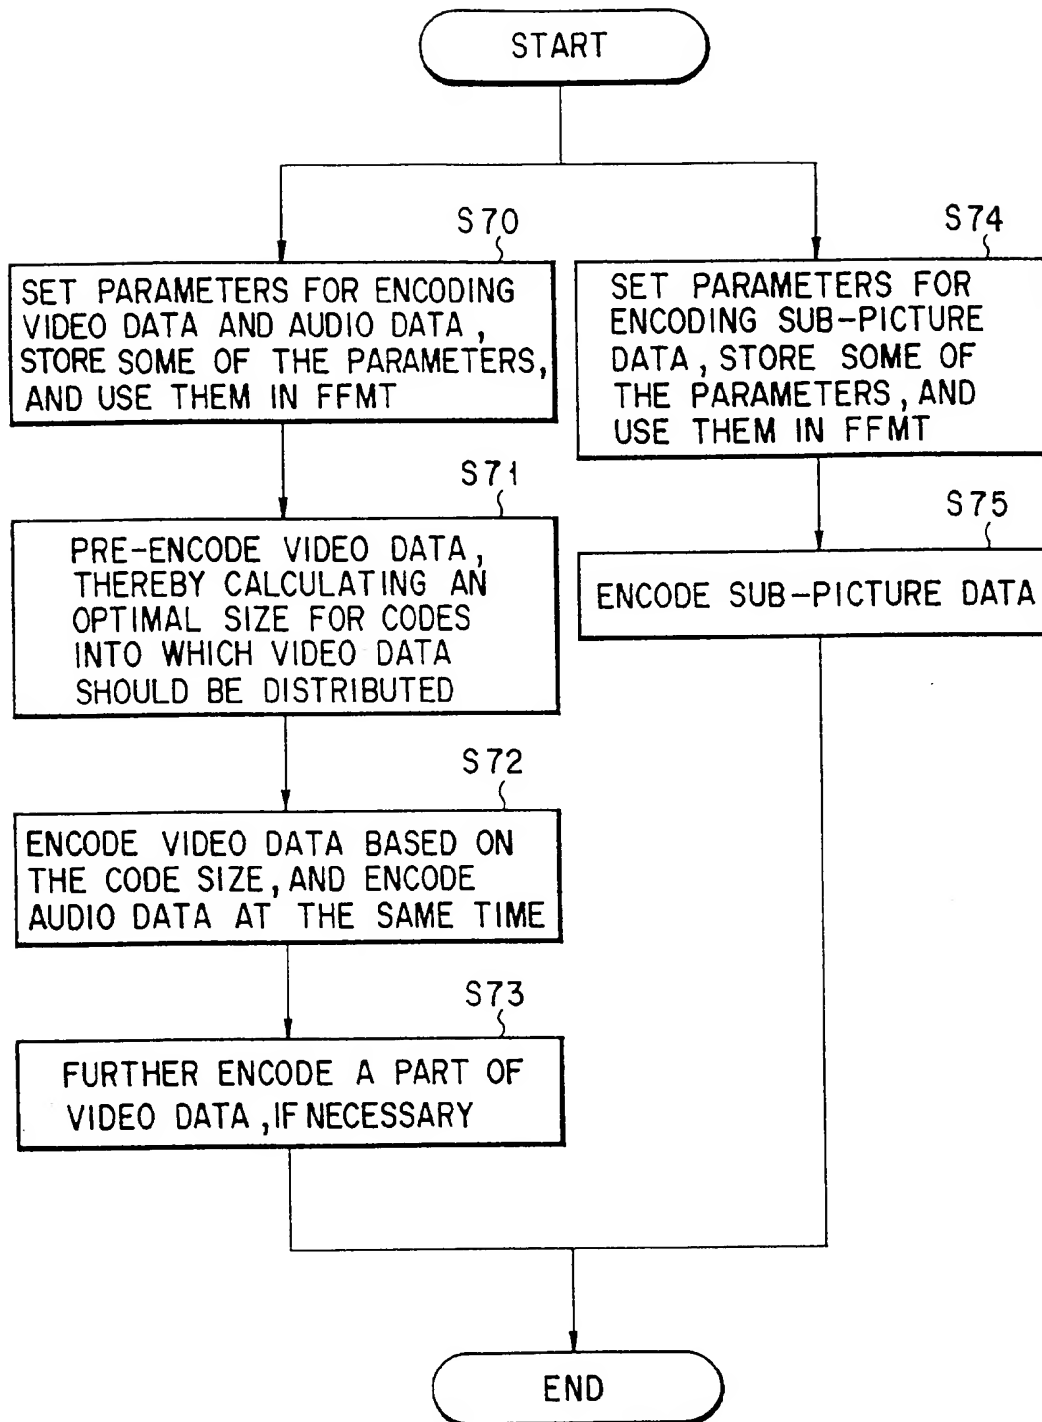 START
S70
SET PARAMETERS FOR ENCODING
VIDEO DATA AND AUDIO DATA,
STORE SOME OF THE PARAMETERS,
AND USE THEM IN FFMT
S71
PRE-ENCODE VIDEO DATA,
THEREBY CALCULATING AN
OPTIMAL SIZE FOR CODES
INTO WHICH VIDEO DATA
SHOULD BE DISTRIBUTED
S72
ENCODE VIDEO DATA BASED ON
THE CODE SIZE, AND ENCODE
AUDIO DATA AT THE SAME TIME
S73
FURTHER ENCODE A PART OF
VIDEO DATA, IF NECESSARY
S74
SET PARAMETERS FOR
ENCODING SUB-PICTURE
DATA, STORE SOME OF
THE PARAMETERS, AND
USE THEM IN FFMT
S75
ENCODE SUB-PICTURE DATA
END